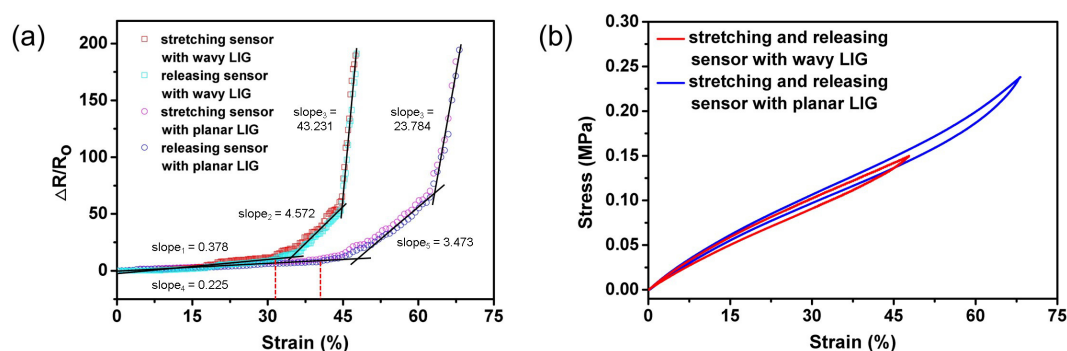 (a)
200
150
100
50
0
ΔR/R₀
0 15 30 45 60 75
Strain (%)
stretching sensor
with wavy LIG
releasing sensor
with wavy LIG
stretching sensor
with planar LIG
releasing sensor
with planar LIG
slope₃ =
43.231
slope₃ =
23.784
slope₂ = 4.572
slope₁ = 0.378
slope₅ = 3.473
slope₄ = 0.225
(b)
0.30
0.25
0.20
0.15
0.10
0.05
0.00
Stress (MPa)
0 15 30 45 60 75
Strain (%)
stretching and releasing
sensor with wavy LIG
stretching and releasing
sensor with planar LIG